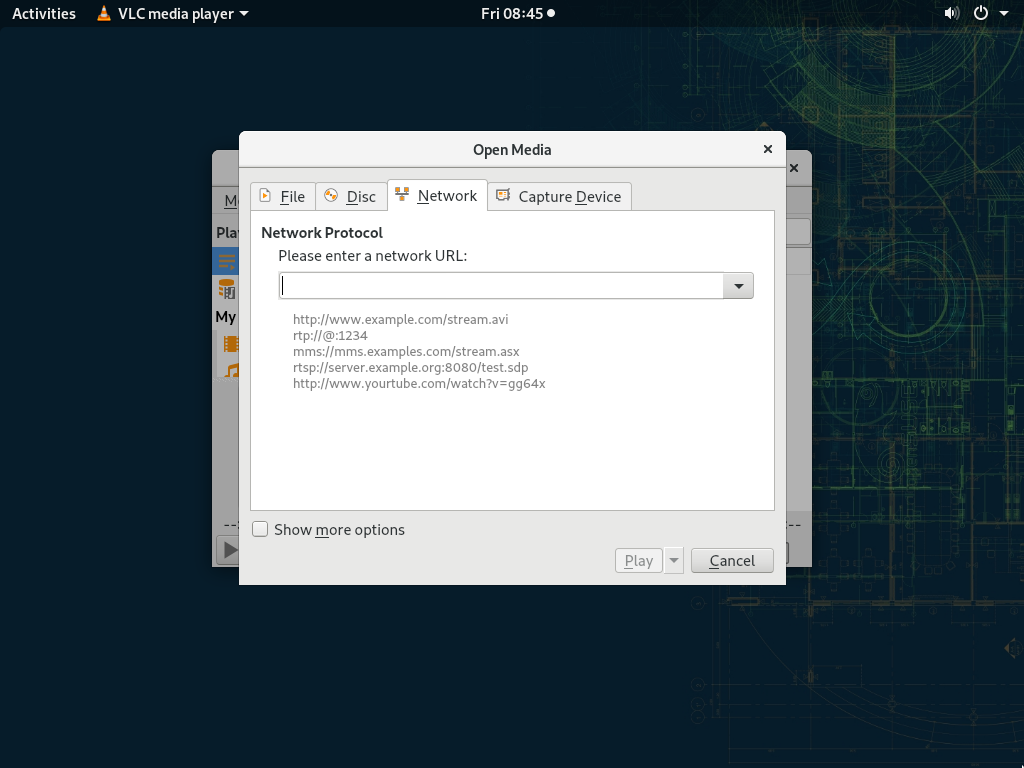 Activities VLC media player Fri 08:45
Open Media
File Disc Network Capture Device
Network Protocol
Please enter a network URL:
http://www.example.com/stream.avi
rtp://@:1234
mms://mms.examples.com/stream.asx
rtsp://server.example.org:8080/test.sdp
http://www.yourtube.com/watch?v=gg64x
My
Show more options
Play Cancel